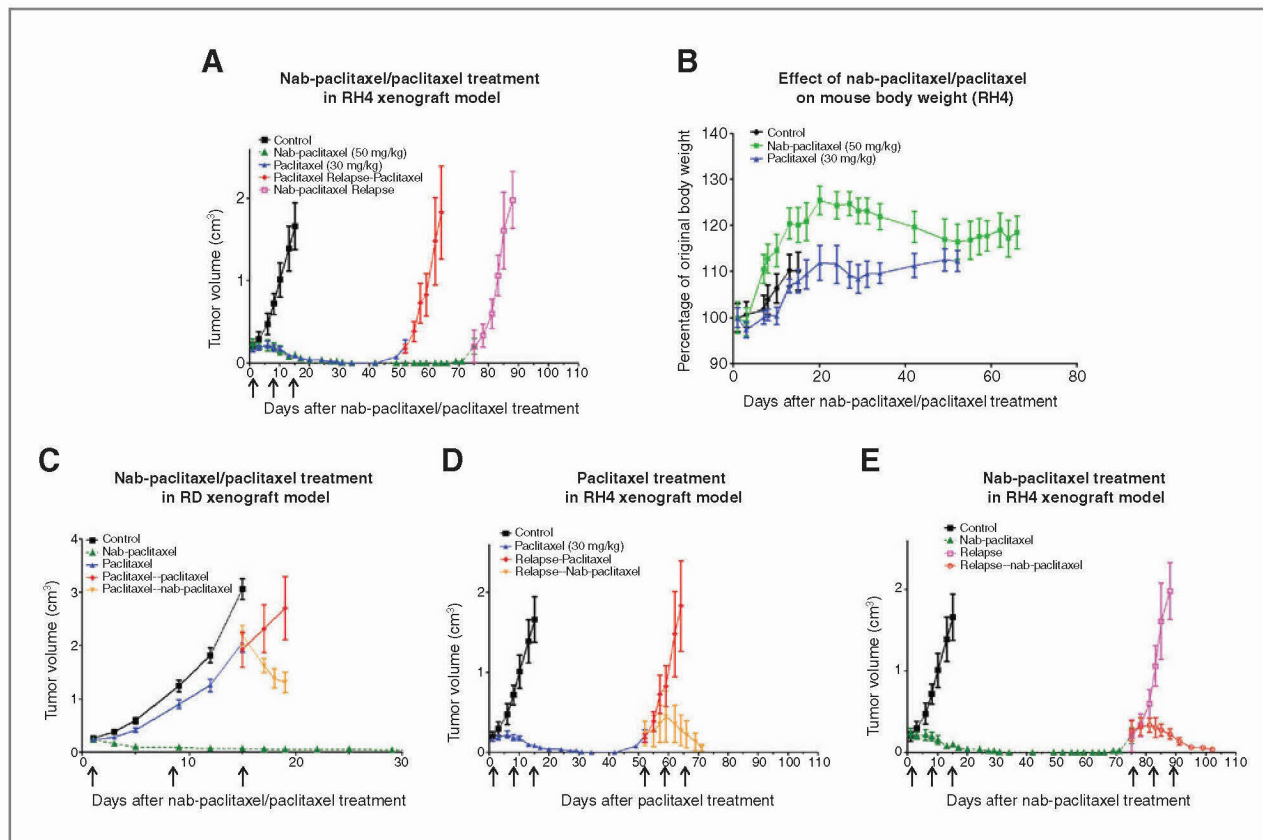 A
Nab-paclitaxel/paclitaxel treatment
in RH4 xenograft model
Control
Nab-paclitaxel (50 mg/kg)
Paclitaxel (30 mg/kg)
Paclitaxel Relapse-Paclitaxel
Nab-paclitaxel Relapse
Tumor volume (cm³)
2
1
0
0 10 20 30 40 50 60 70 80 90 100 110
Days after nab-paclitaxel/paclitaxel treatment
B
Effect of nab-paclitaxel/paclitaxel
on mouse body weight (RH4)
Control
Nab-paclitaxel (50 mg/kg)
Paclitaxel (30 mg/kg)
Percentage of original body weight
140
130
120
110
100
90
0 20 40 60 80
Days after nab-paclitaxel/paclitaxel treatment
C
Nab-paclitaxel/paclitaxel treatment
in RD xenograft model
Control
Nab-paclitaxel
Paclitaxel
Paclitaxel--paclitaxel
Paclitaxel--nab-paclitaxel
Tumor volume (cm³)
4
3
2
1
0
0 10 20 30
Days after nab-paclitaxel/paclitaxel treatment
D
Paclitaxel treatment
in RH4 xenograft model
Control
Paclitaxel (30 mg/kg)
Relapse-Paclitaxel
Relapse--Nab-paclitaxel
Tumor volume (cm³)
2
1
0
0 10 20 30 40 50 60 70 80 90 100 110
Days after paclitaxel treatment
E
Nab-paclitaxel treatment
in RH4 xenograft model
Control
Nab-paclitaxel
Relapse
Relapse--nab-paclitaxel
Tumor volume (cm³)
2
1
0
0 10 20 30 40 50 60 70 80 90 100 110
Days after nab-paclitaxel treatment